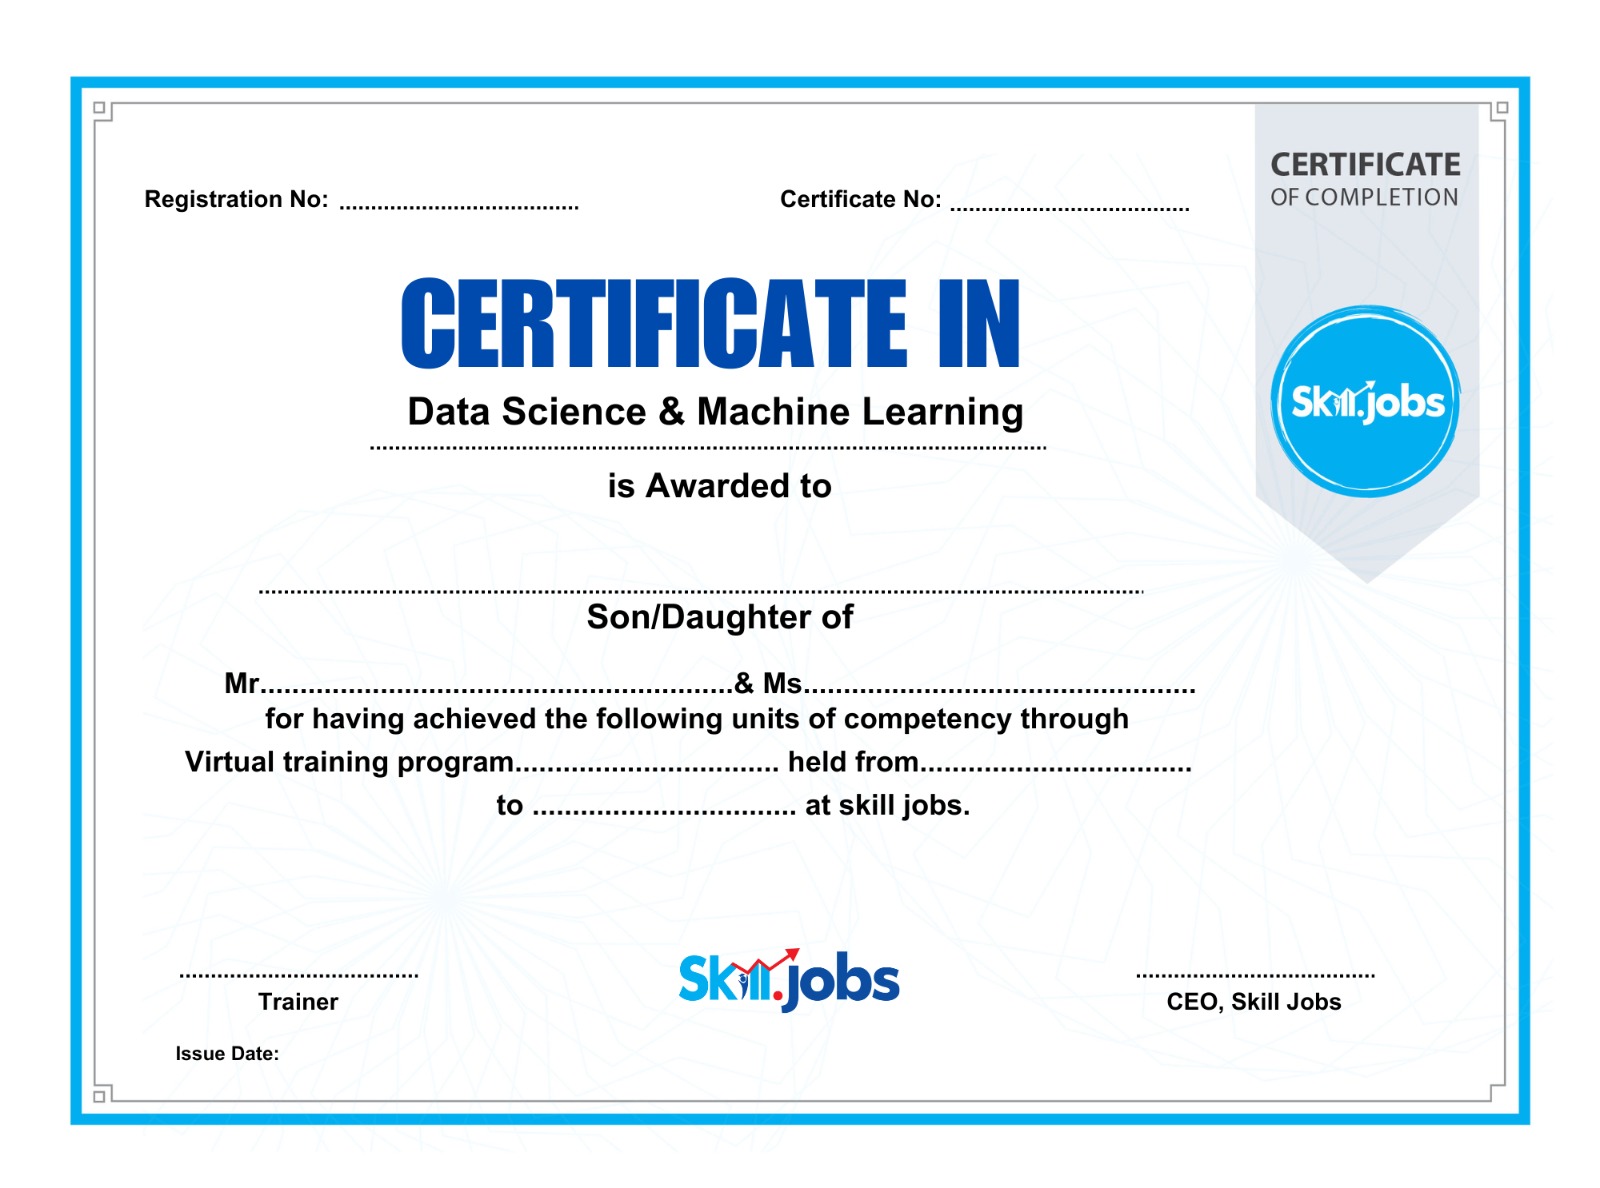 CERTIFICATE
OF COMPLETION
Registration No: ......................................
Certificate No: ......................................
CERTIFICATE IN
Data Science & Machine Learning
............................................................................................................
is Awarded to
.............................................................................................................................................
Son/Daughter of
Mr...........................................................& Ms.................................................
for having achieved the following units of competency through
Virtual training program................................. held from..................................
to ................................. at skill jobs.
Skill.jobs
......................................
Trainer
Skill.jobs
......................................
CEO, Skill Jobs
Issue Date: